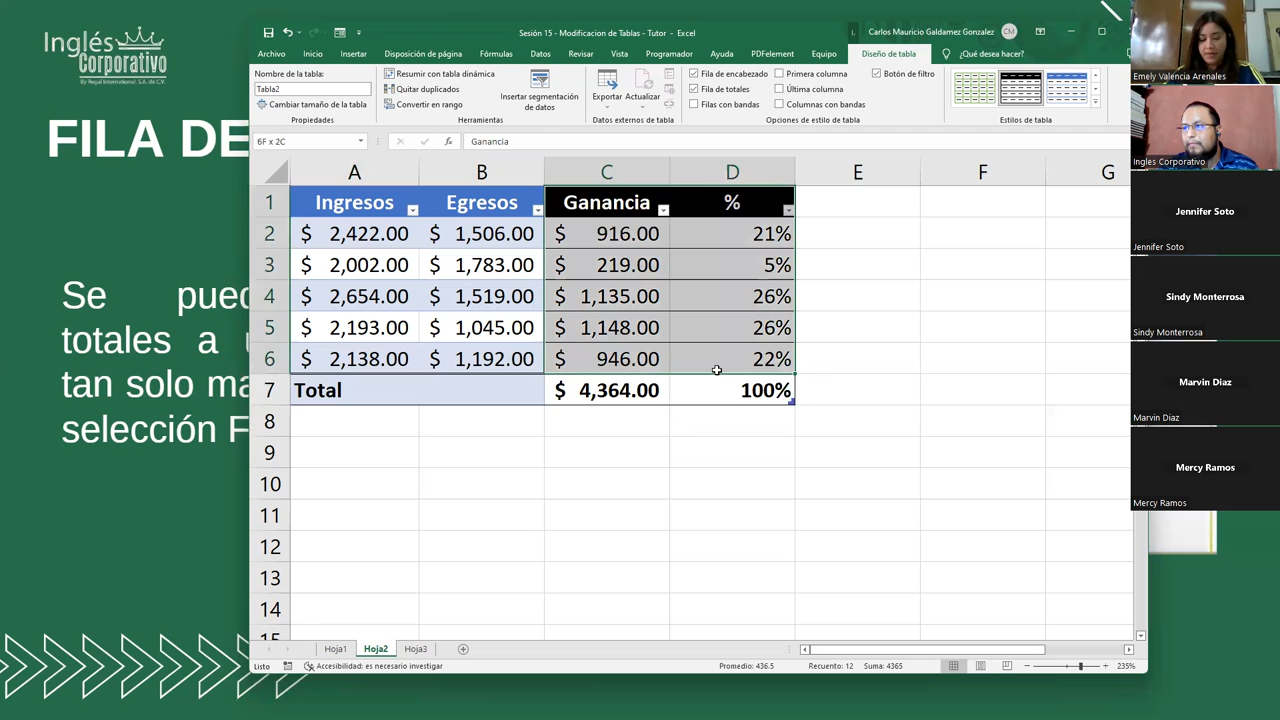 Inglés
Corporativo
By Regal International, S.A. de C.V.
FILA DE
Se pued
totales a u
tan solo ma
selección F
Sesión 15 - Modificacion de Tablas - Tutor - Excel
Carlos Mauricio Galdamez Gonzalez
CM
Archivo Inicio Insertar Disposición de página Fórmulas Datos Revisar Vista Programador Ayuda PDFelement Equipo Diseño de tabla ¿Qué desea hacer?
Nombre de la tabla:
Tabla2
Cambiar tamaño de la tabla
Propiedades
Resumir con tabla dinámica
Quitar duplicados
Convertir en rango
Insertar segmentación
de datos
Herramientas
Exportar Actualizar
Datos externos de tabla
Fila de encabezado Primera columna Botón de filtro
Fila de totales Última columna
Filas con bandas Columnas con bandas
Opciones de estilo de tabla
Estilos de tabla
6F x 2C fx Ganancia
A B C D E F G
1 Ingresos Egresos Ganancia %
2 $ 2,422.00 $ 1,506.00 $ 916.00 21%
3 $ 2,002.00 $ 1,783.00 $ 219.00 5%
4 $ 2,654.00 $ 1,519.00 $ 1,135.00 26%
5 $ 2,193.00 $ 1,045.00 $ 1,148.00 26%
6 $ 2,138.00 $ 1,192.00 $ 946.00 22%
7 Total $ 4,364.00 100%
8
9
10
11
12
13
14
15
Hoja1 Hoja2 Hoja3
Listo Accesibilidad: es necesario investigar Promedio: 436.5 Recuento: 12 Suma: 4365 235%
Emely Valencia Arenales
Ingles Corporativo
Jennifer Soto
Jennifer Soto
Sindy Monterrosa
Sindy Monterrosa
Marvin Diaz
Marvin Diaz
Mercy Ramos
Mercy Ramos